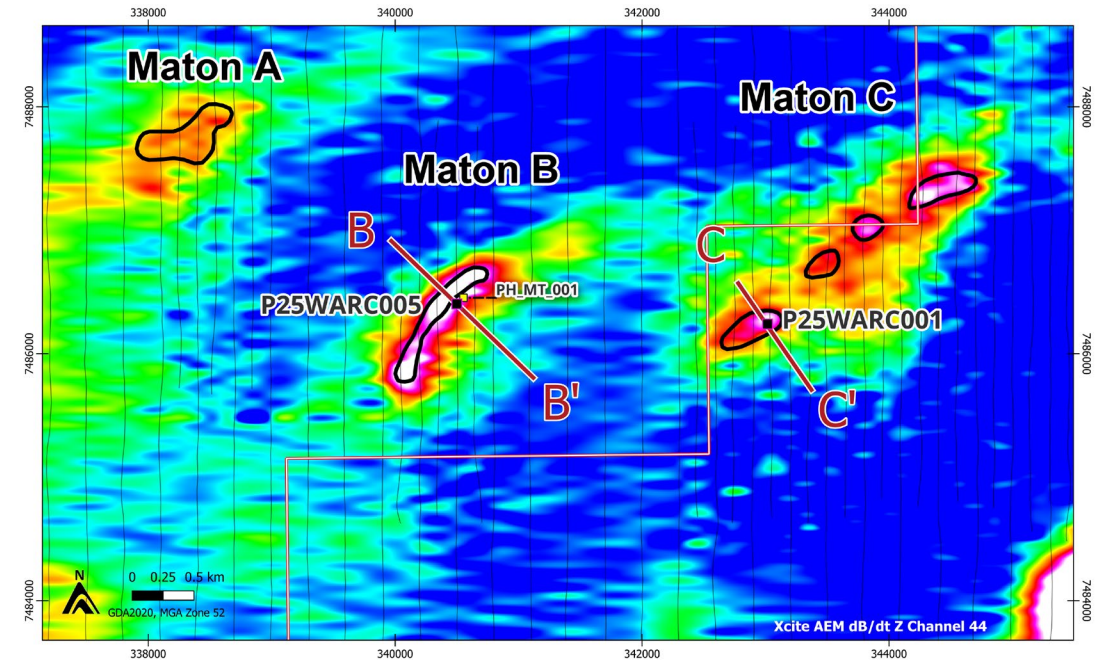 338000 340000 342000 344000
Maton A
Maton C
7488000 7488000
Maton B
B
C
PH_MT_001
P25WARC005
P25WARC001
7486000 7486000
B'
C'
N
0 0.25 0.5 km
GDA2020, MGA Zone 52
7484000 7484000
Xcite AEM dB/dt Z Channel 44
338000 340000 342000 344000